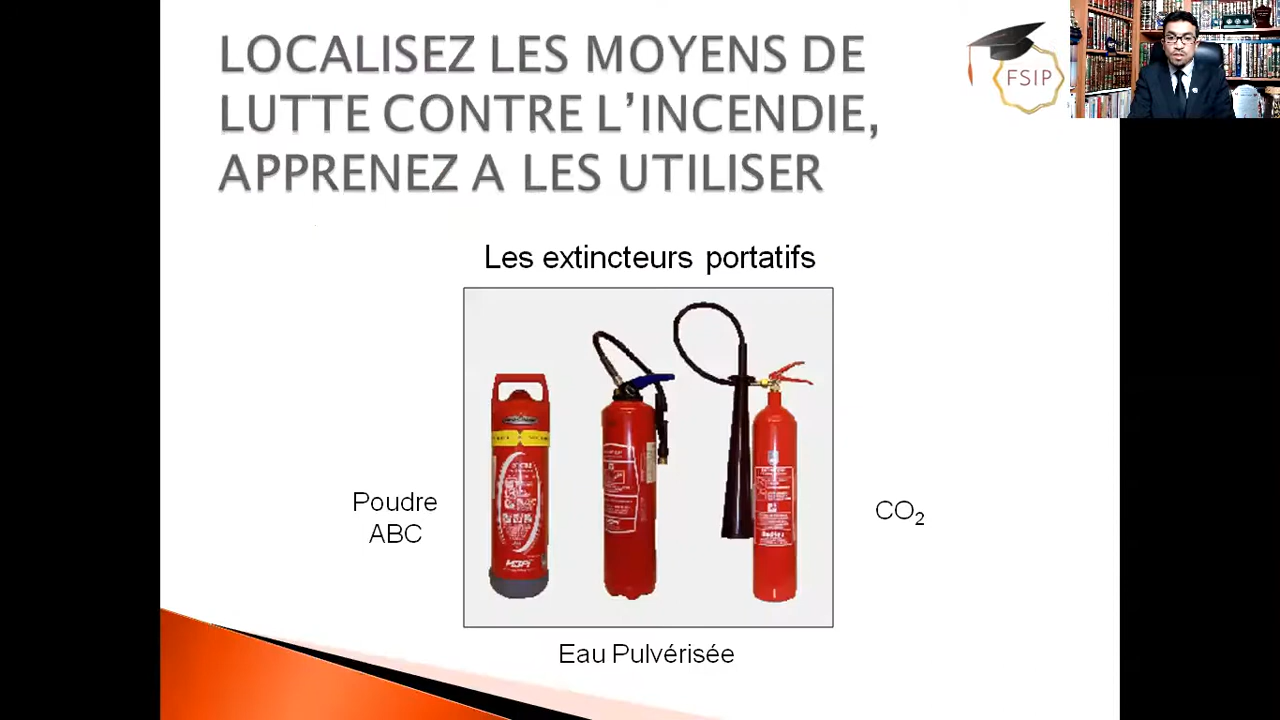 LOCALISEZ LES MOYENS DE
LUTTE CONTRE L’INCENDIE,
APPRENEZ A LES UTILISER
FSIP
Les extincteurs portatifs
Poudre
ABC
CO₂
Eau Pulvérisée